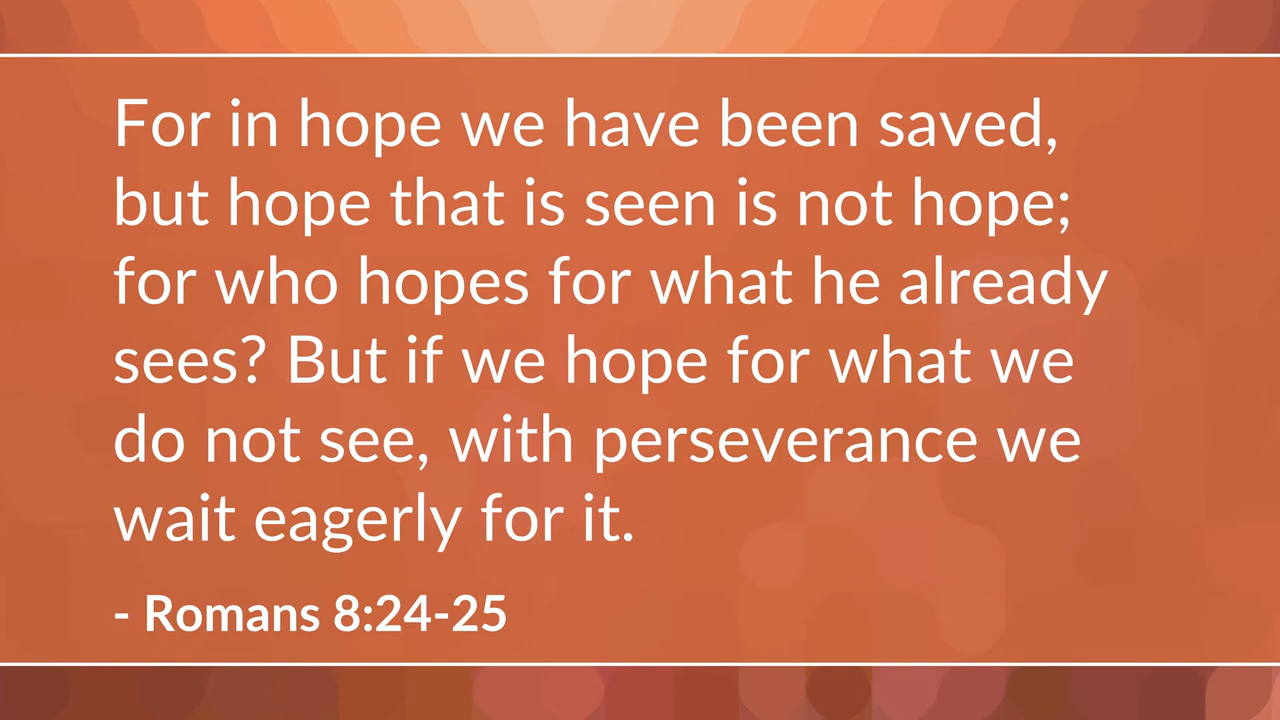 For in hope we have been saved,
but hope that is seen is not hope;
for who hopes for what he already
sees? But if we hope for what we
do not see, with perseverance we
wait eagerly for it.
- Romans 8:24-25